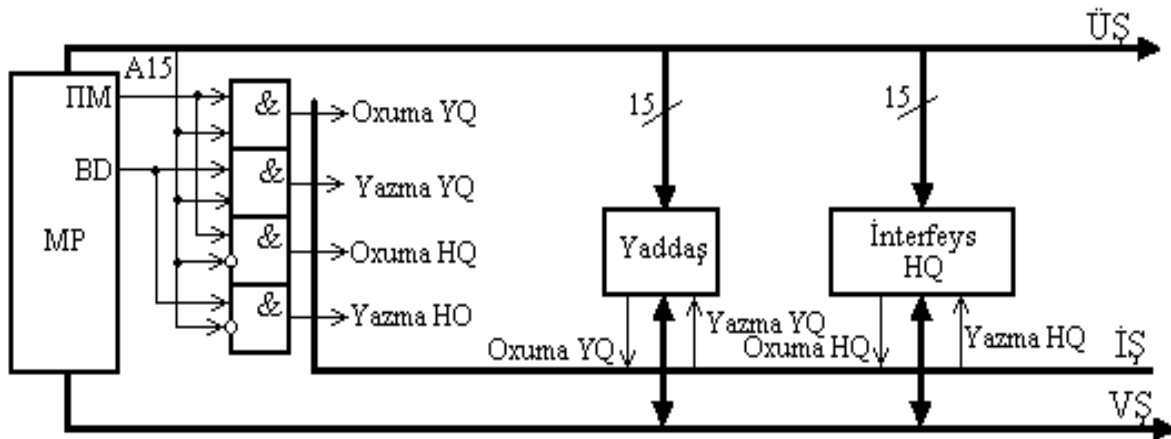 ÜŞ
A15
ПМ
&
Oxuma YQ
15
15
BD
&
Yazma YQ
MP
&
Oxuma HQ
Yaddaş
İnterfeys
HQ
&
Yazma HO
Yazma YQ
Oxuma YQ
Oxuma HQ
Yazma HQ
İŞ
VŞ